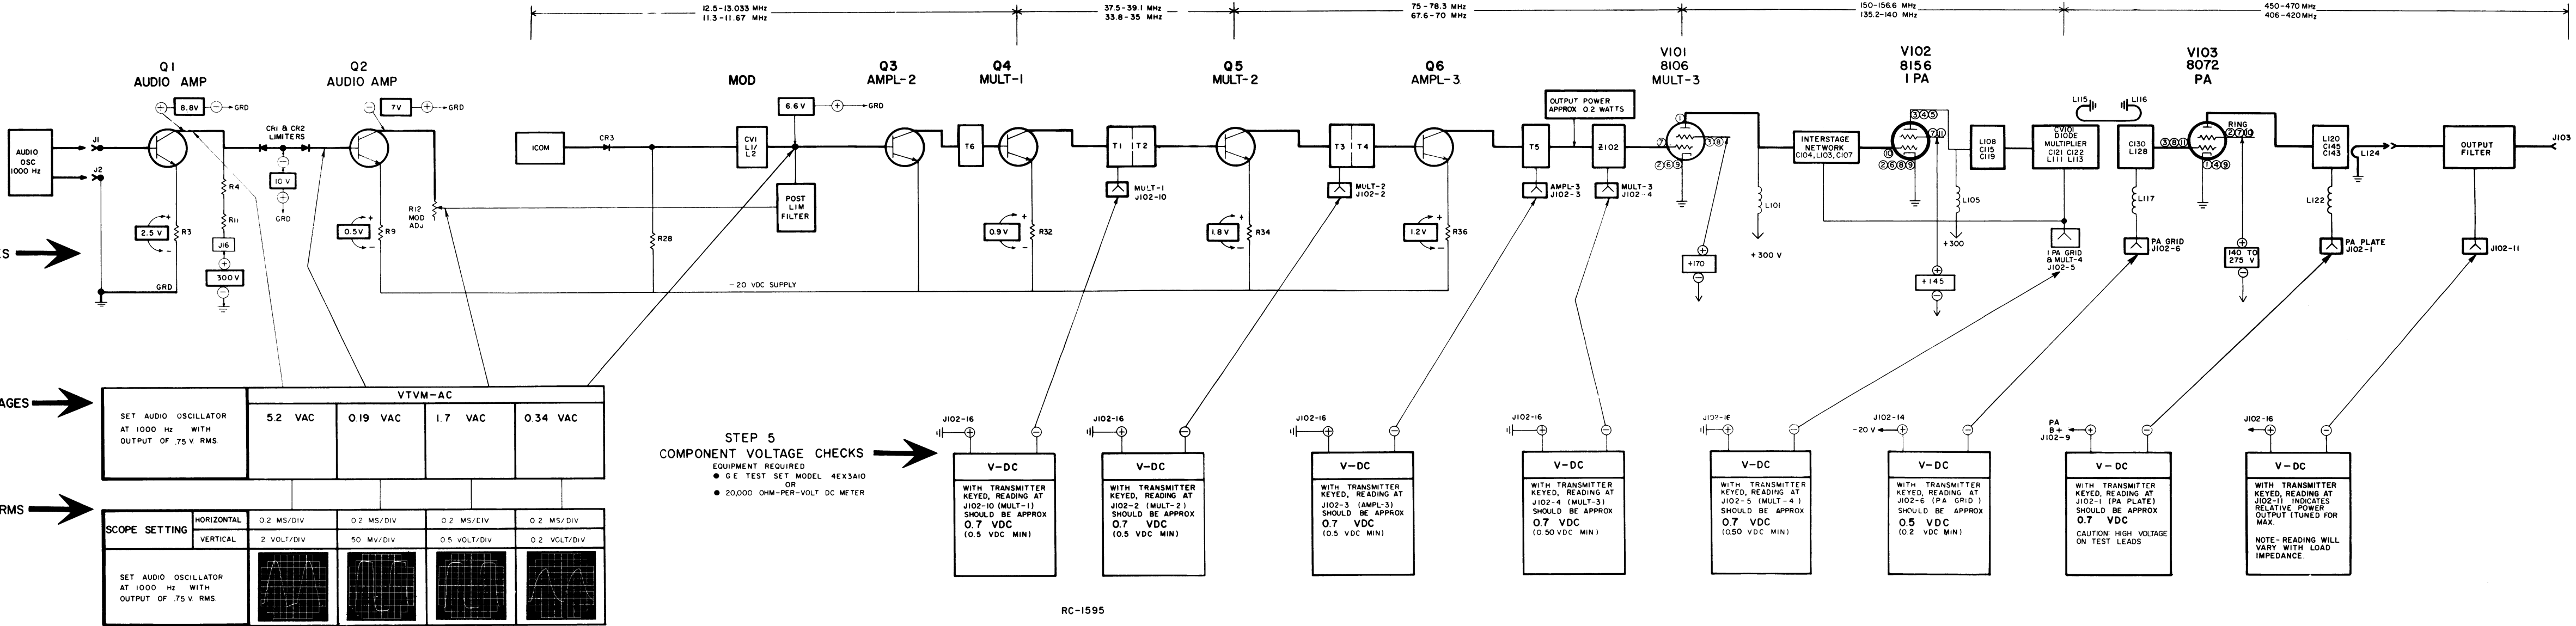 12.5-13.033 MHz
11.3-11.67 MHz
37.5-39.1 MHz
33.8-35 MHz
75-78.3 MHz
67.6-70 MHz
150-156.6 MHz
135.2-140 MHz
450-470 MHz
406-420 MHz
Q1
AUDIO AMP
Q2
AUDIO AMP
MOD
Q3
AMPL-2
Q4
MULT-1
Q5
MULT-2
Q6
AMPL-3
V101
8106
MULT-3
V102
8156
1 PA
V103
8072
PA
8.8V
GRD
7V
GRD
6.6 V
GRD
OUTPUT POWER
APPROX 0.2 WATTS
L115
L116
AUDIO
OSC
1000 Hz
J1
J2
CR1 & CR2
LIMITERS
10 V
GRD
ICOM
CR3
CV1
L1/
L2
T6
T1
T2
T3
T4
T5
Z102
INTERSTAGE
NETWORK
C104, L103, C107
L108
C115
C119
CV101
DIODE
MULTIPLIER
C121 C122
L111 L113
C130
L128
RING
L120
C145
C143
L124
OUTPUT
FILTER
J103
R4
R11
J16
300 V
R3
2.5 V
GRD
0.5 V
R9
R12
MOD
ADJ
POST
LIM
FILTER
R28
0.9 V
R32
MULT-1
J102-10
1.8 V
R34
MULT-2
J102-2
1.2 V
R36
AMPL-3
J102-3
MULT-3
J102-4
L101
+170
+300 V
L105
+300
+145
1 PA GRID
& MULT-4
J102-5
L117
PA GRID
J102-6
140 TO
275 V
L122
PA PLATE
J102-1
J102-11
-20 VDC SUPPLY
ES
AGES
RMS
VTVM-AC
SET AUDIO OSCILLATOR
AT 1000 Hz WITH
OUTPUT OF .75 V RMS.
5.2 VAC
0.19 VAC
1.7 VAC
0.34 VAC
SCOPE SETTING
HORIZONTAL
0.2 MS/DIV
0.2 MS/DIV
0.2 MS/DIV
0.2 MS/DIV
VERTICAL
2 VOLT/DIV
50 MV/DIV
0.5 VOLT/DIV
0.2 VOLT/DIV
SET AUDIO OSCILLATOR
AT 1000 Hz WITH
OUTPUT OF .75 V RMS.
STEP 5
COMPONENT VOLTAGE CHECKS
EQUIPMENT REQUIRED
● G E TEST SET MODEL 4EX3A10
OR
● 20,000 OHM-PER-VOLT DC METER
J102-16
V-DC
WITH TRANSMITTER
KEYED, READING AT
J102-10 (MULT-1)
SHOULD BE APPROX
0.7 VDC
(0.5 VDC MIN)
J102-16
V-DC
WITH TRANSMITTER
KEYED, READING AT
J102-2 (MULT-2)
SHOULD BE APPROX
0.7 VDC
(0.5 VDC MIN)
J102-16
V-DC
WITH TRANSMITTER
KEYED, READING AT
J102-3 (AMPL-3)
SHOULD BE APPROX
0.7 VDC
(0.5 VDC MIN)
J102-16
V-DC
WITH TRANSMITTER
KEYED, READING AT
J102-4 (MULT-3)
SHOULD BE APPROX
0.7 VDC
(0.50 VDC MIN)
J102-16
V-DC
WITH TRANSMITTER
KEYED, READING AT
J102-5 (MULT-4)
SHOULD BE APPROX
0.7 VDC
(0.50 VDC MIN)
J102-14
-20 V
V-DC
WITH TRANSMITTER
KEYED, READING AT
J102-6 (PA GRID)
SHOULD BE APPROX
0.5 VDC
(0.2 VDC MIN)
PA
B+
J102-9
V-DC
WITH TRANSMITTER
KEYED, READING AT
J102-1 (PA PLATE)
SHOULD BE APPROX
0.7 VDC
CAUTION: HIGH VOLTAGE
ON TEST LEADS
J102-16
V-DC
WITH TRANSMITTER
KEYED, READING AT
J102-11 INDICATES
RELATIVE POWER
OUTPUT (TUNED FOR
MAX.
NOTE- READING WILL
VARY WITH LOAD
IMPEDANCE.
RC-1595